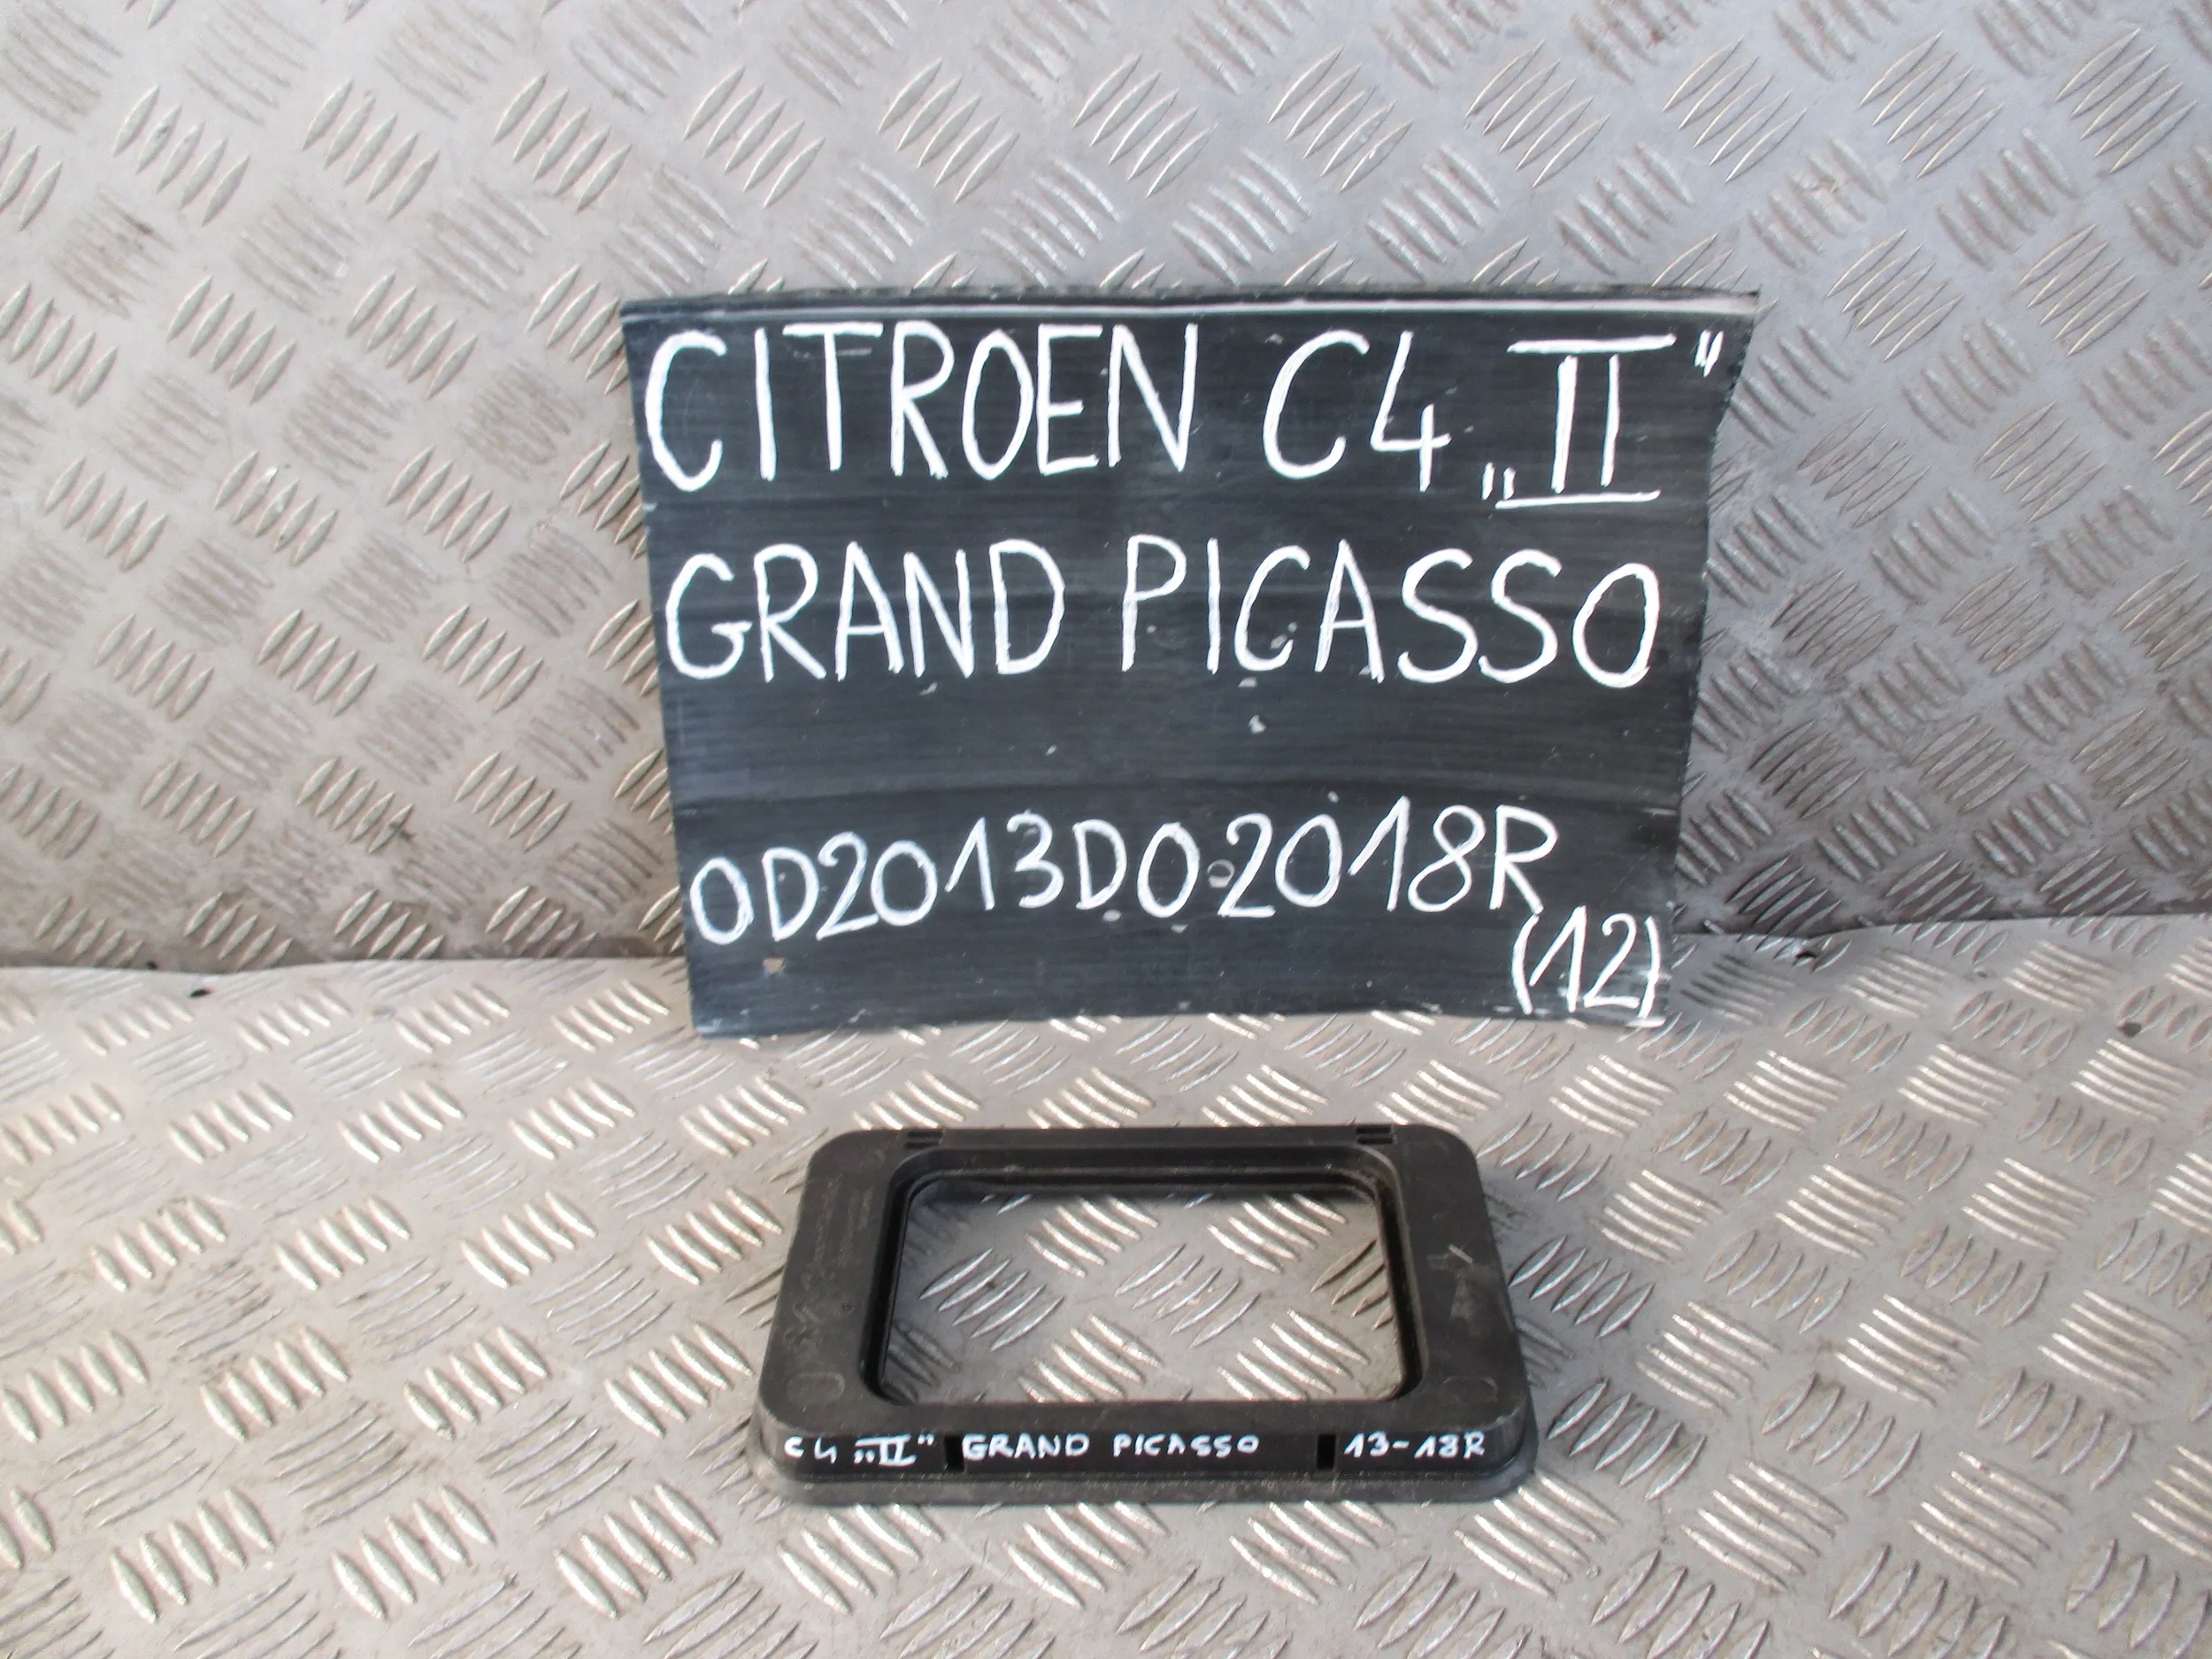 CITROEN C4 „II”
GRAND PICASSO
OD2013DO2018R
(12)
C4 „II” GRAND PICASSO 13-18R